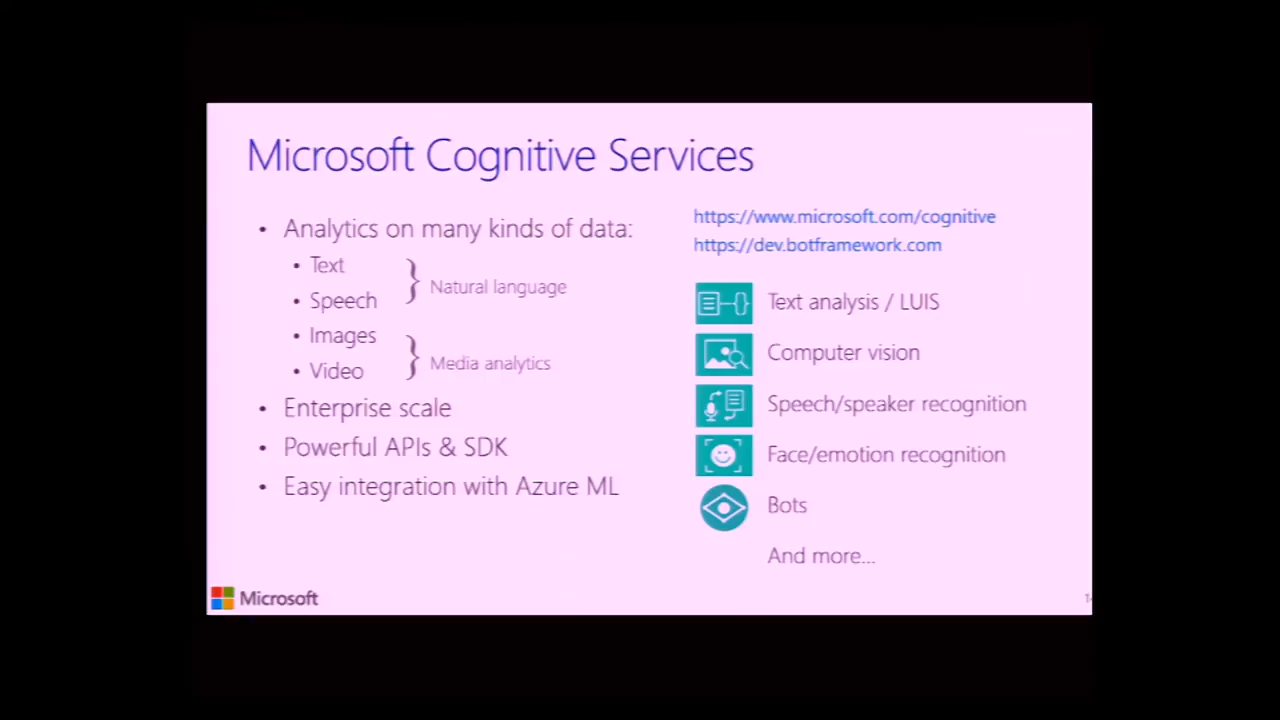 Microsoft Cognitive Services
• Analytics on many kinds of data:
• Text
• Speech
} Natural language
• Images
• Video
} Media analytics
• Enterprise scale
• Powerful APIs & SDK
• Easy integration with Azure ML
https://www.microsoft.com/cognitive
https://dev.botframework.com
Text analysis / LUIS
Computer vision
Speech/speaker recognition
Face/emotion recognition
Bots
And more...
Microsoft